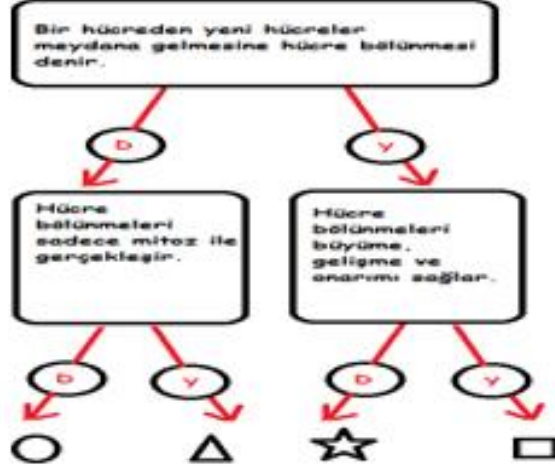 Bir hücreden yeni hücreler
meydana gelmesine hücre bölünmesi
denir.
D
Y
Hücre
bölünmeleri
sadece mitoz ile
gerçekleşir.
Hücre
bölünmeleri
büyüme,
gelişme ve
onarımı sağlar.
D
Y
D
Y